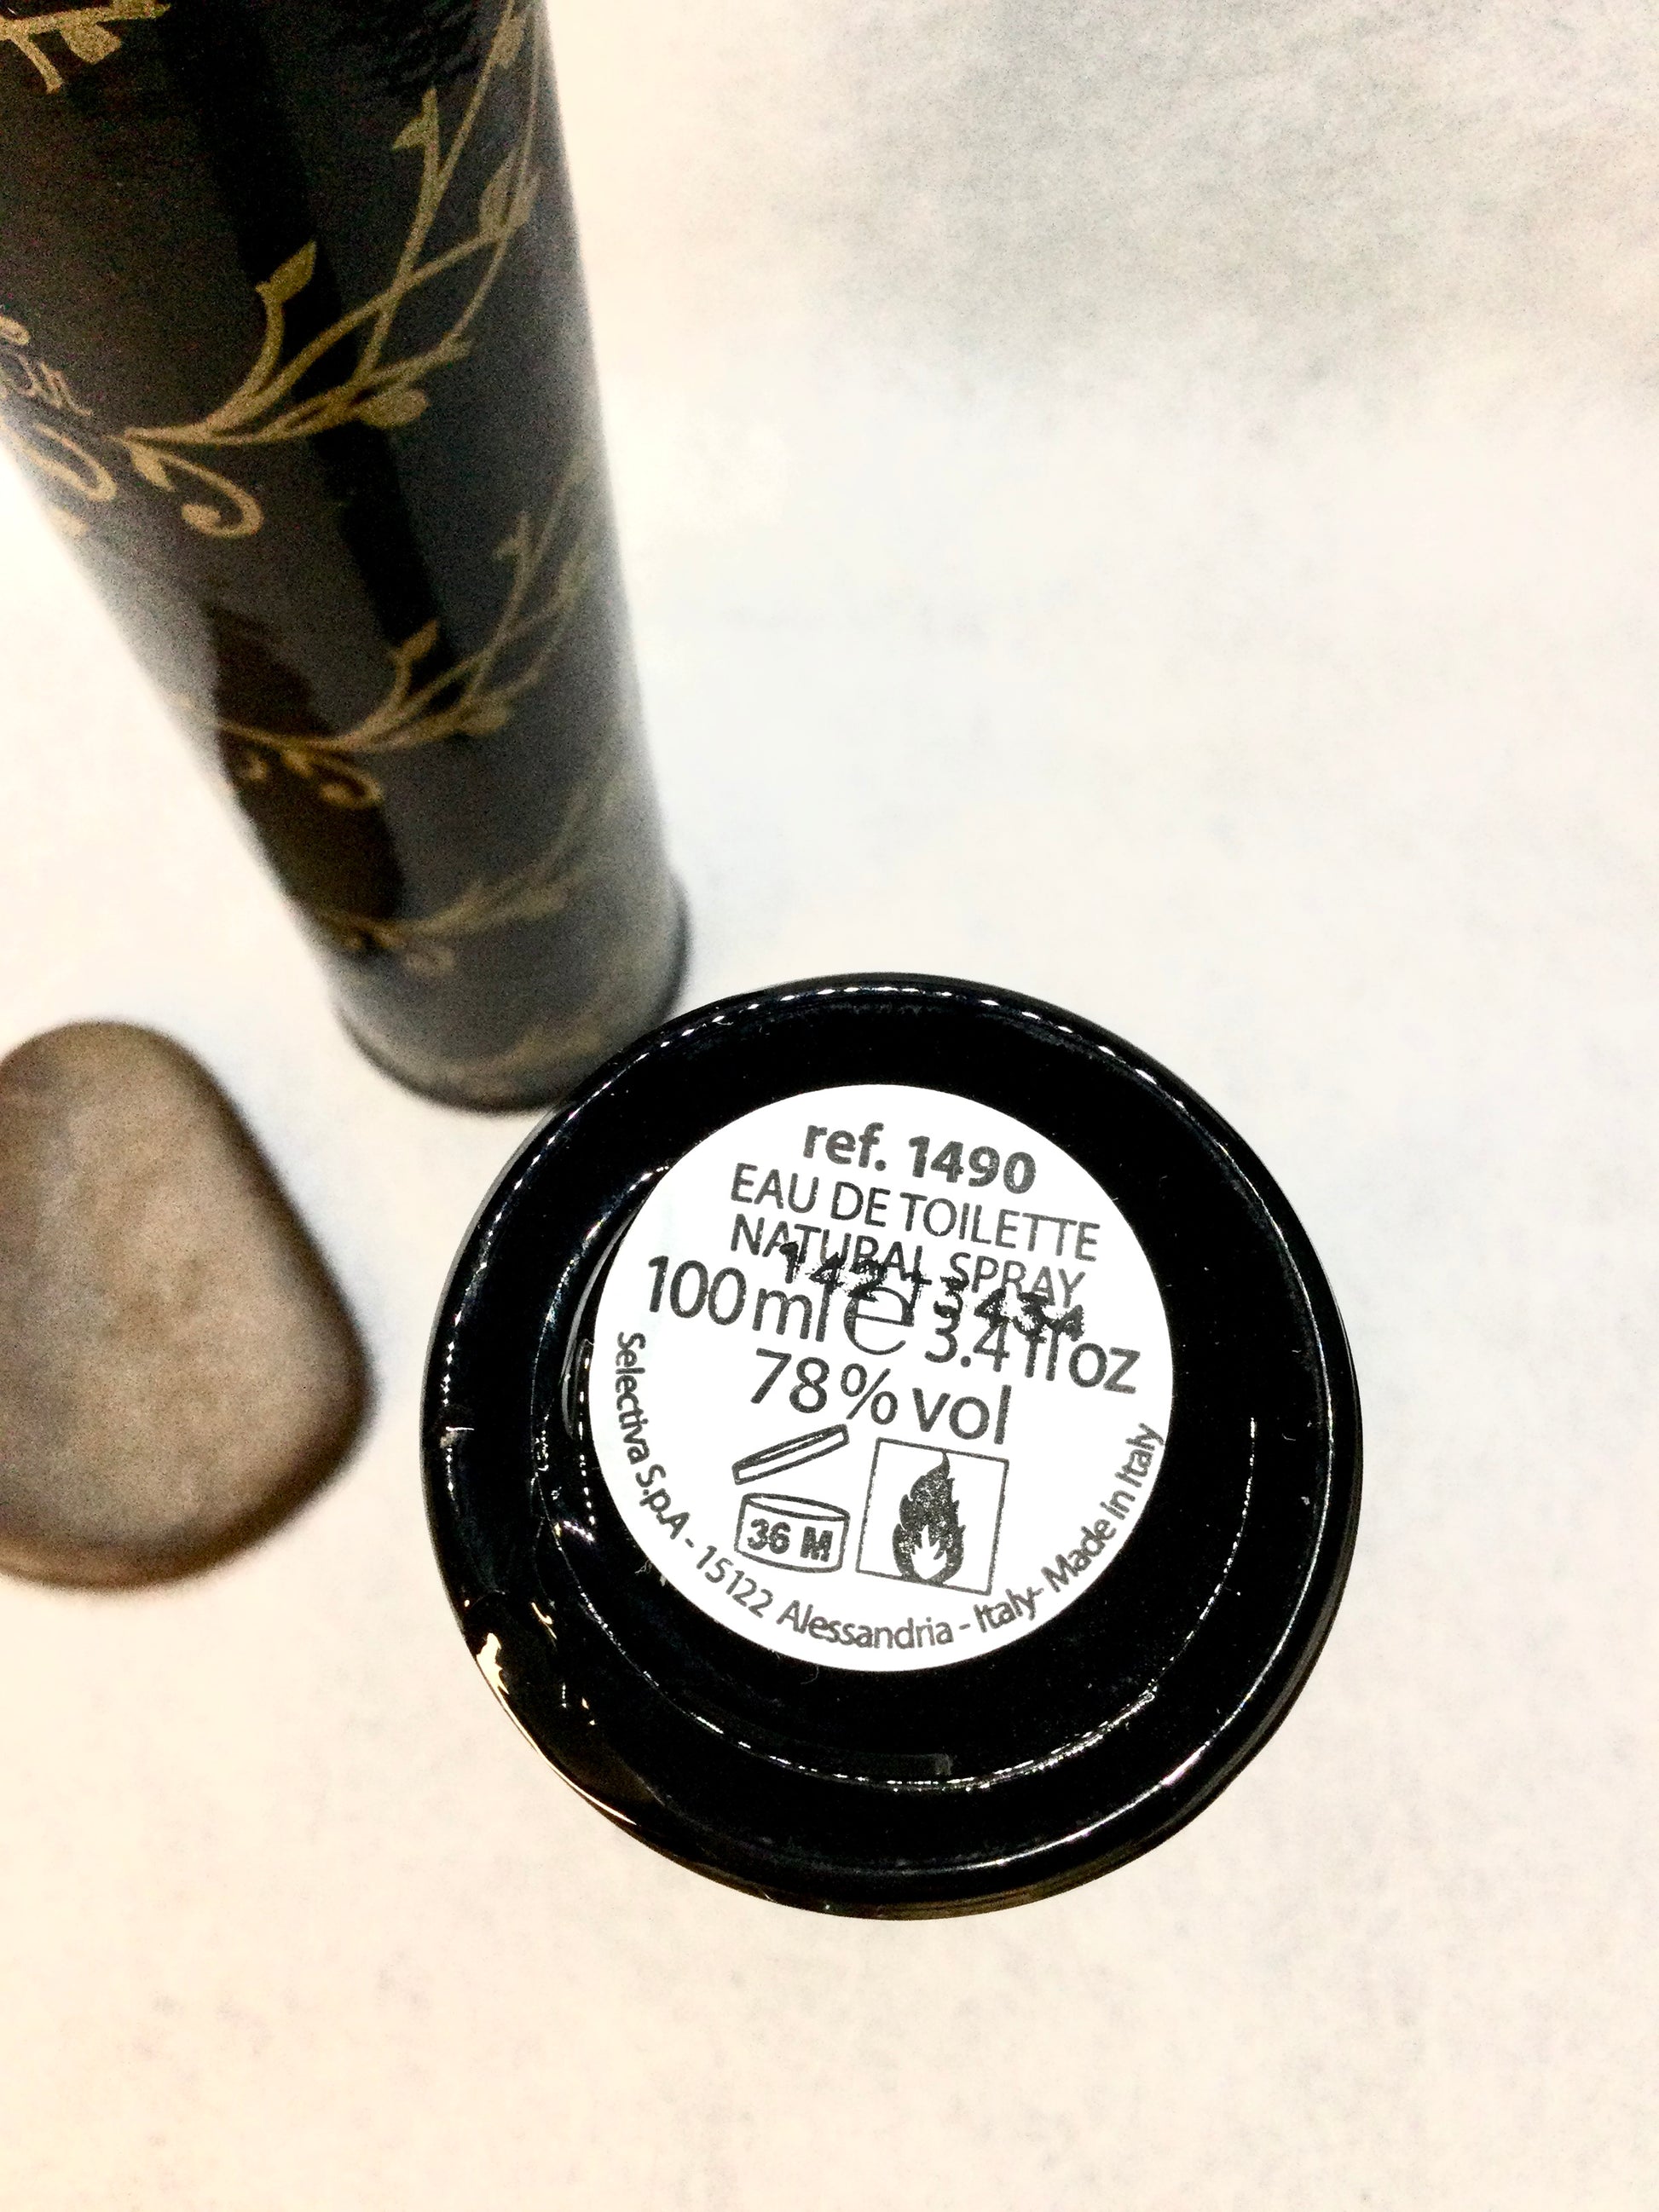 ref. 1490
EAU DE TOILETTE
NATURAL SPRAY
100 ml e 3.4 fl oz
78% vol
36 M
Selectiva S.p.A - 15122 Alessandria - Italy- Made in Italy